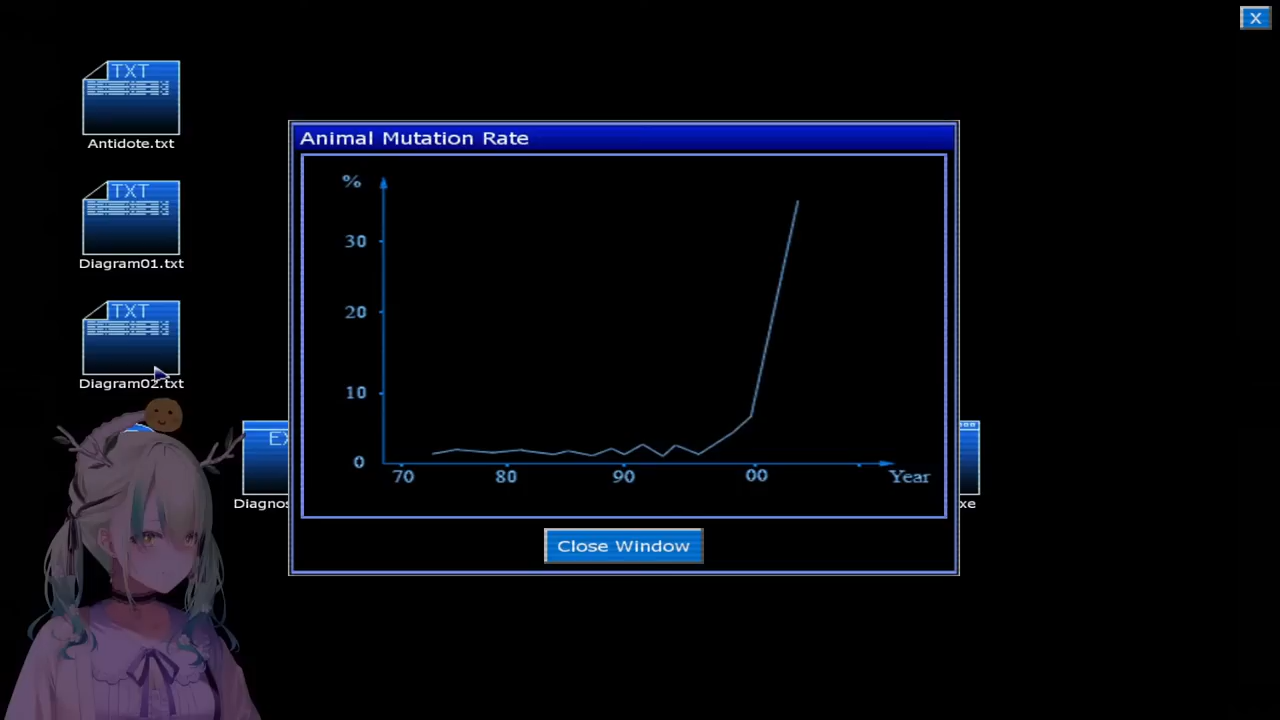 X
TXT
Antidote.txt
TXT
Diagram01.txt
TXT
Diagram02.txt
EX
Diagnos
xe
Animal Mutation Rate
%
30
20
10
0
70
80
90
00
Year
Close Window